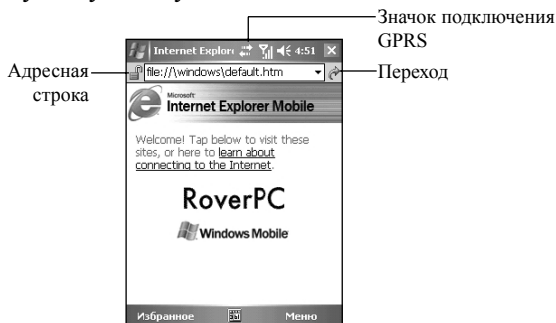 Значок подключения
GPRS
Адресная
строка
Переход
Internet Explor 4:51
file://\windows\default.htm
Microsoft
Internet Explorer Mobile
Welcome! Tap below to visit these
sites, or here to learn about
connecting to the Internet.
RoverPC
Windows Mobile
Избранное Меню